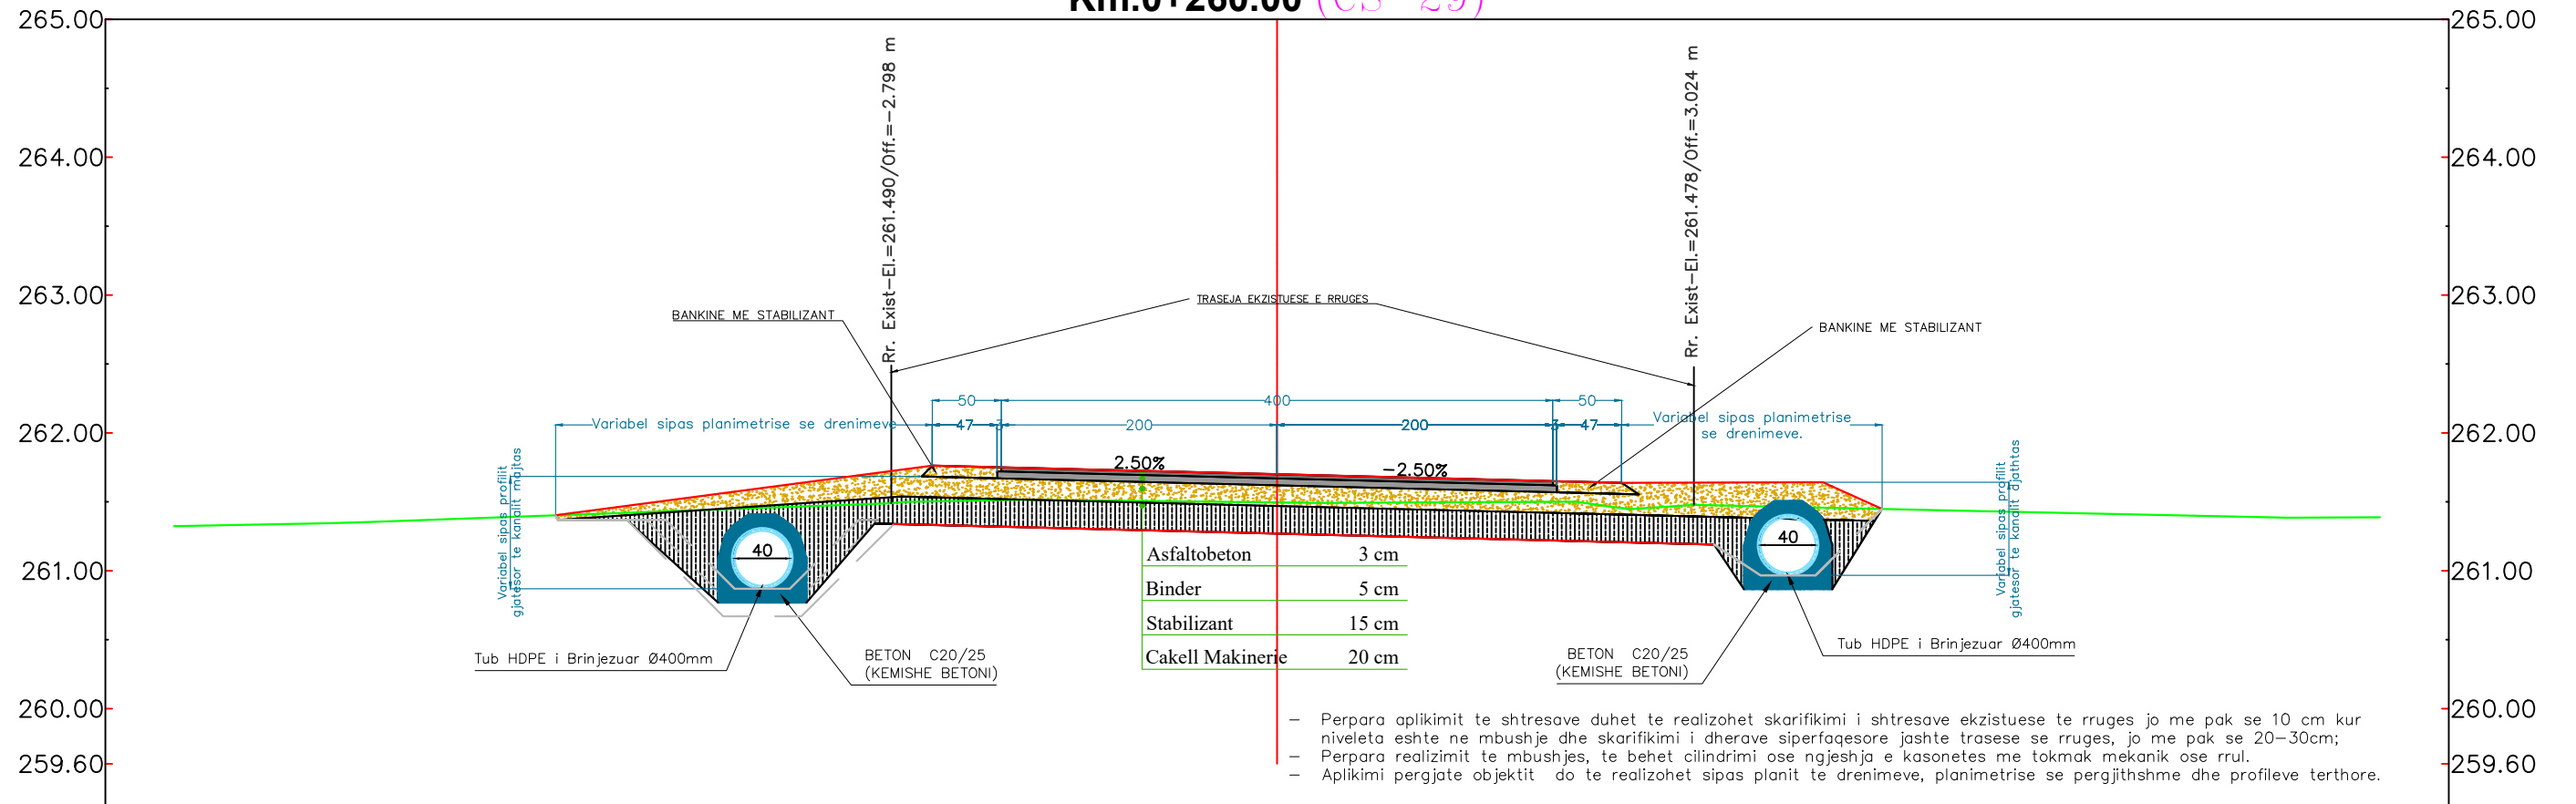 Km:0+260.00 (CS-29)
265.00
265.00
264.00
264.00
263.00
263.00
262.00
262.00
261.00
261.00
260.00
260.00
259.60
259.60
Rr. Exist-El.=261.490/Off.=-2.798 m
Rr. Exist-El.=261.478/Off.=3.024 m
TRASEJA EKZISTUESE E RRUGES
BANKINE ME STABILIZANT
BANKINE ME STABILIZANT
50
400
50
Variabel sipas planimetrise se drenimeve
47
3
200
200
3
47
Variabel sipas planimetrise
se drenimeve.
2.50%
-2.50%
Variabel sipas profilit
gjatesor te kanalit majtas
Variabel sipas profilit
gjatesor te kanalit djathtas
40
40
Asfaltobeton 3 cm
Binder 5 cm
Stabilizant 15 cm
Cakell Makinerie 20 cm
Tub HDPE i Brinjezuar Ø400mm
BETON C20/25
(KEMISHE BETONI)
BETON C20/25
(KEMISHE BETONI)
Tub HDPE i Brinjezuar Ø400mm
- Perpara aplikimit te shtresave duhet te realizohet skarifikimi i shtresave ekzistuese te rruges jo me pak se 10 cm kur
niveleta eshte ne mbushje dhe skarifikimi i dherave siperfaqesore jashte trasese se rruges, jo me pak se 20-30cm;
- Perpara realizimit te mbushjes, te behet cilindrimi ose ngjeshja e kasonetes me tokmak mekanik ose rrul.
- Aplikimi pergjate objektit do te realizohet sipas planit te drenimeve, planimetrise se pergjithshme dhe profileve terthore.